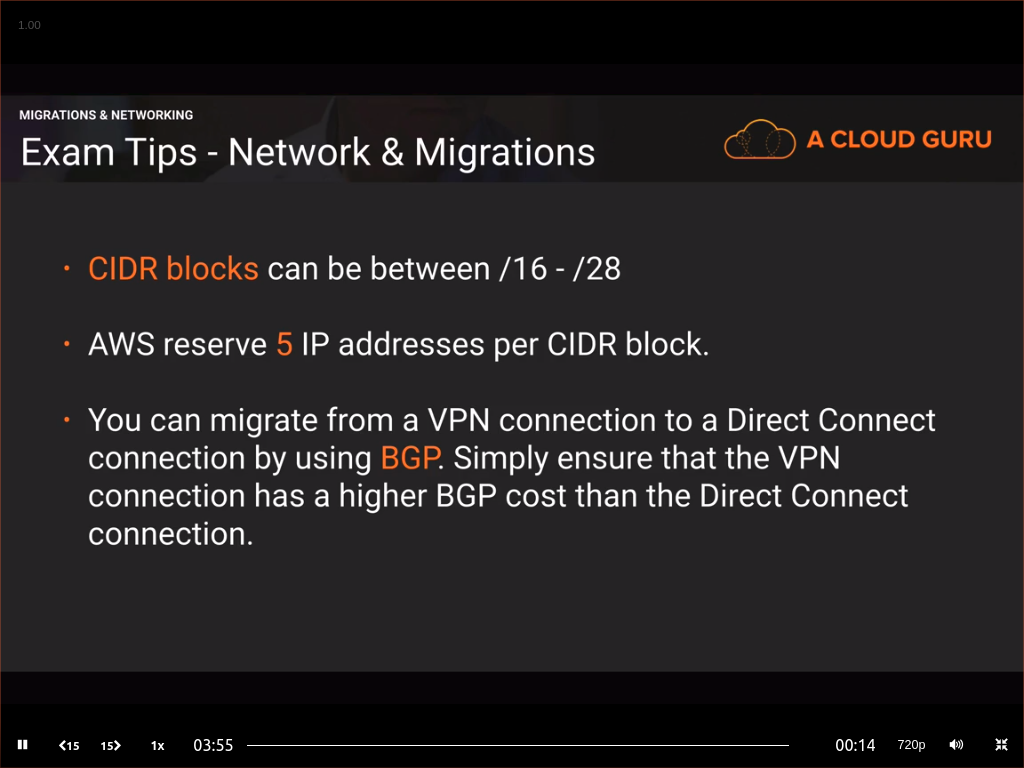 1.00
MIGRATIONS & NETWORKING
Exam Tips - Network & Migrations
A CLOUD GURU
• CIDR blocks can be between /16 - /28
• AWS reserve 5 IP addresses per CIDR block.
• You can migrate from a VPN connection to a Direct Connect
connection by using BGP. Simply ensure that the VPN
connection has a higher BGP cost than the Direct Connect
connection.
15 15 1x 03:55 00:14 720p